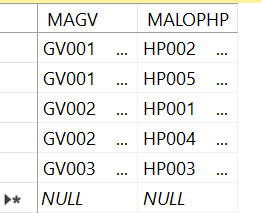 MAGV MALOPHP
GV001 ... HP002 ...
GV001 ... HP005 ...
GV002 ... HP001 ...
GV002 ... HP004 ...
GV003 ... HP003 ...
NULL NULL